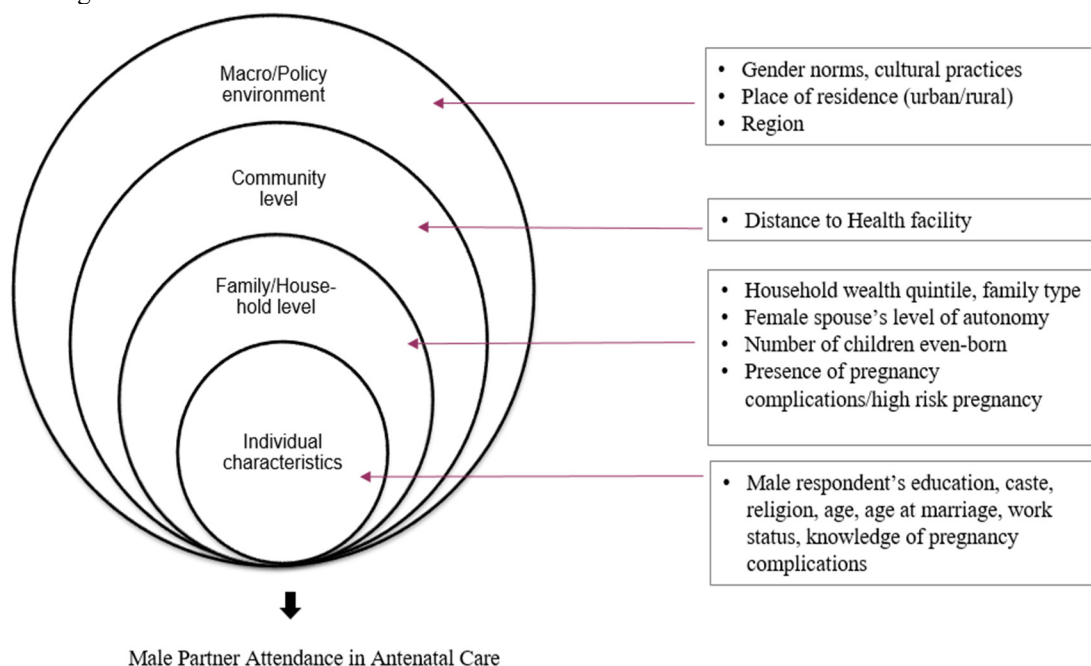 Macro/Policy
environment
• Gender norms, cultural practices
• Place of residence (urban/rural)
• Region
Community
level
• Distance to Health facility
Family/House-
hold level
• Household wealth quintile, family type
• Female spouse’s level of autonomy
• Number of children even-born
• Presence of pregnancy
complications/high risk pregnancy
Individual
characteristics
• Male respondent’s education, caste,
religion, age, age at marriage, work
status, knowledge of pregnancy
complications
Male Partner Attendance in Antenatal Care